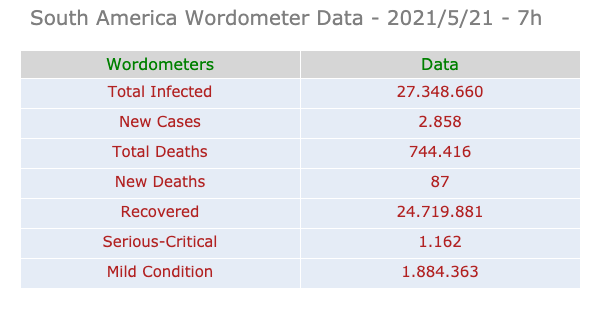 South America Wordometer Data - 2021/5/21 - 7h
Wordometers Data
Total Infected 27.348.660
New Cases 2.858
Total Deaths 744.416
New Deaths 87
Recovered 24.719.881
Serious-Critical 1.162
Mild Condition 1.884.363